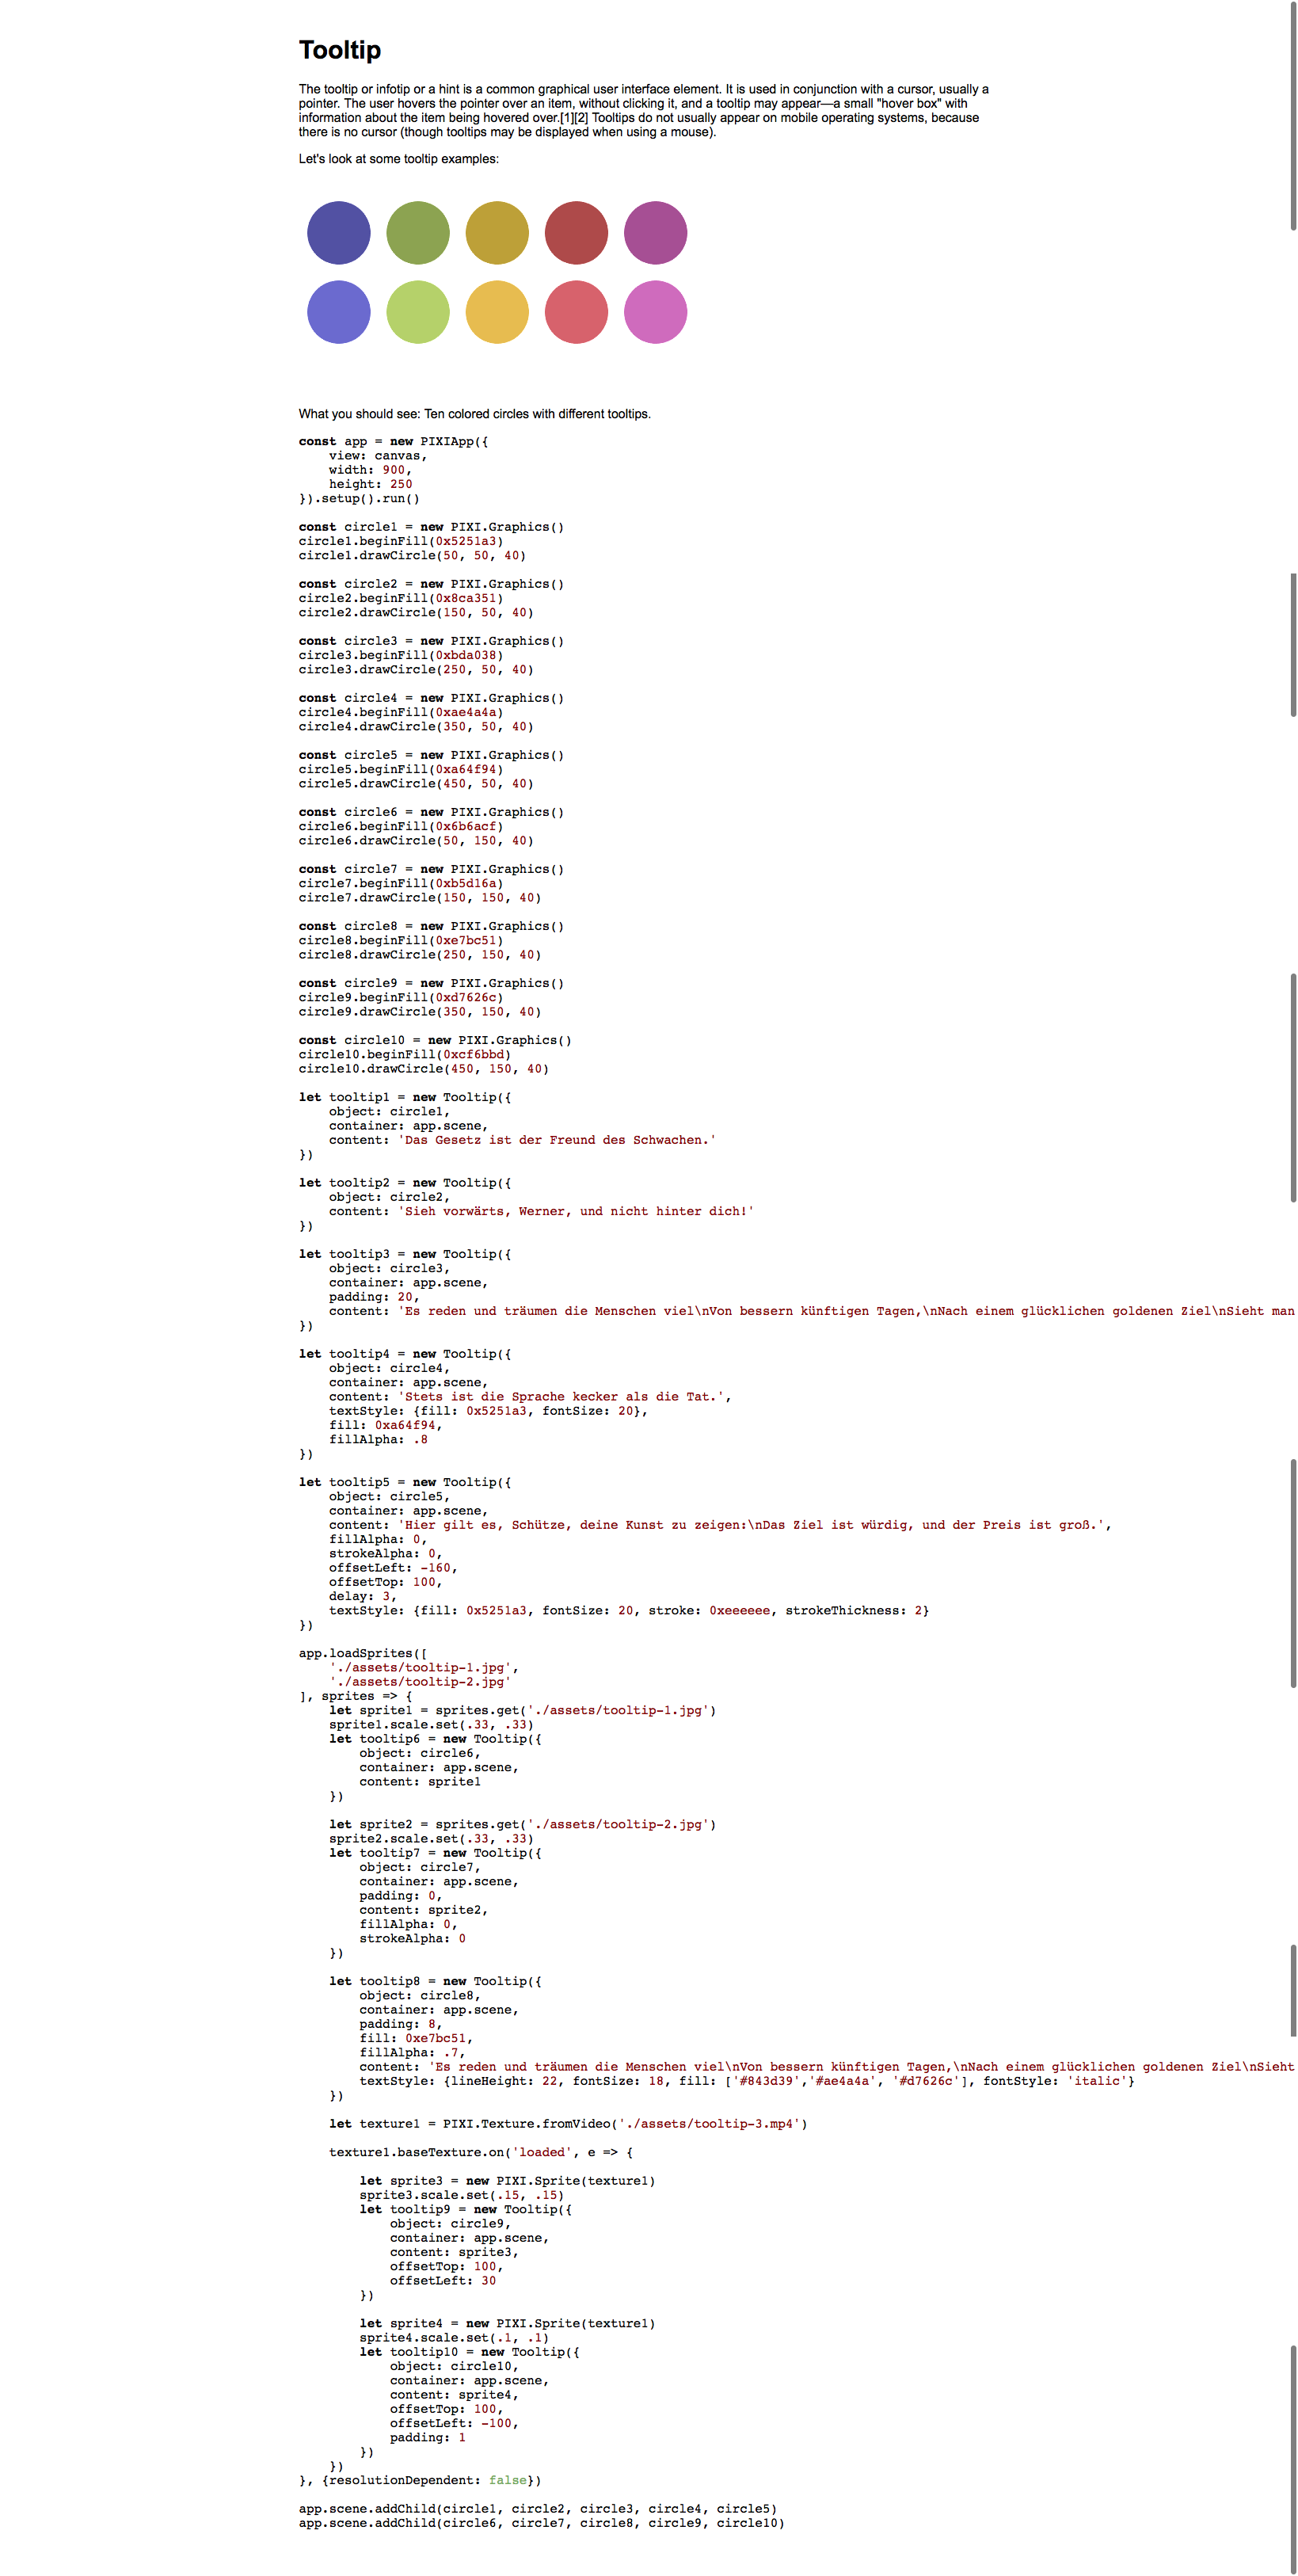 Tooltip
The tooltip or infotip or a hint is a common graphical user interface element. It is used in conjunction with a cursor, usually a
pointer. The user hovers the pointer over an item, without clicking it, and a tooltip may appear—a small "hover box" with
information about the item being hovered over.[1][2] Tooltips do not usually appear on mobile operating systems, because
there is no cursor (though tooltips may be displayed when using a mouse).
Let's look at some tooltip examples:
What you should see: Ten colored circles with different tooltips.
const app = new PIXIApp({
    view: canvas,
    width: 900,
    height: 250
}).setup().run()
const circle1 = new PIXI.Graphics()
circle1.beginFill(0x5251a3)
circle1.drawCircle(50, 50, 40)
const circle2 = new PIXI.Graphics()
circle2.beginFill(0x8ca351)
circle2.drawCircle(150, 50, 40)
const circle3 = new PIXI.Graphics()
circle3.beginFill(0xbda038)
circle3.drawCircle(250, 50, 40)
const circle4 = new PIXI.Graphics()
circle4.beginFill(0xae4a4a)
circle4.drawCircle(350, 50, 40)
const circle5 = new PIXI.Graphics()
circle5.beginFill(0xa64f94)
circle5.drawCircle(450, 50, 40)
const circle6 = new PIXI.Graphics()
circle6.beginFill(0x6b6acf)
circle6.drawCircle(50, 150, 40)
const circle7 = new PIXI.Graphics()
circle7.beginFill(0xb5d16a)
circle7.drawCircle(150, 150, 40)
const circle8 = new PIXI.Graphics()
circle8.beginFill(0xe7bc51)
circle8.drawCircle(250, 150, 40)
const circle9 = new PIXI.Graphics()
circle9.beginFill(0xd7626c)
circle9.drawCircle(350, 150, 40)
const circle10 = new PIXI.Graphics()
circle10.beginFill(0xcf6bbd)
circle10.drawCircle(450, 150, 40)
let tooltip1 = new Tooltip({
    object: circle1,
    container: app.scene,
    content: 'Das Gesetz ist der Freund des Schwachen.'
})
let tooltip2 = new Tooltip({
    object: circle2,
    content: 'Sieh vorwärts, Werner, und nicht hinter dich!'
})
let tooltip3 = new Tooltip({
    object: circle3,
    container: app.scene,
    padding: 20,
    content: 'Es reden und träumen die Menschen viel\nVon bessern künftigen Tagen,\nNach einem glücklichen goldenen Ziel\nSieht man
})
let tooltip4 = new Tooltip({
    object: circle4,
    container: app.scene,
    content: 'Stets ist die Sprache kecker als die Tat.',
    textStyle: {fill: 0x5251a3, fontSize: 20},
    fill: 0xa64f94,
    fillAlpha: .8
})
let tooltip5 = new Tooltip({
    object: circle5,
    container: app.scene,
    content: 'Hier gilt es, Schütze, deine Kunst zu zeigen:\nDas Ziel ist würdig, und der Preis ist groß.',
    fillAlpha: 0,
    strokeAlpha: 0,
    offsetLeft: -160,
    offsetTop: 100,
    delay: 3,
    textStyle: {fill: 0x5251a3, fontSize: 20, stroke: 0xeeeeee, strokeThickness: 2}
})
app.loadSprites([
    './assets/tooltip-1.jpg',
    './assets/tooltip-2.jpg'
], sprites => {
    let sprite1 = sprites.get('./assets/tooltip-1.jpg')
    sprite1.scale.set(.33, .33)
    let tooltip6 = new Tooltip({
        object: circle6,
        container: app.scene,
        content: sprite1
    })
    let sprite2 = sprites.get('./assets/tooltip-2.jpg')
    sprite2.scale.set(.33, .33)
    let tooltip7 = new Tooltip({
        object: circle7,
        container: app.scene,
        padding: 0,
        content: sprite2,
        fillAlpha: 0,
        strokeAlpha: 0
    })
    let tooltip8 = new Tooltip({
        object: circle8,
        container: app.scene,
        padding: 8,
        fill: 0xe7bc51,
        fillAlpha: .7,
        content: 'Es reden und träumen die Menschen viel\nVon bessern künftigen Tagen,\nNach einem glücklichen goldenen Ziel\nSieht
        textStyle: {lineHeight: 22, fontSize: 18, fill: ['#843d39','#ae4a4a', '#d7626c'], fontStyle: 'italic'}
    })
    let texture1 = PIXI.Texture.fromVideo('./assets/tooltip-3.mp4')
    texture1.baseTexture.on('loaded', e => {
        let sprite3 = new PIXI.Sprite(texture1)
        sprite3.scale.set(.15, .15)
        let tooltip9 = new Tooltip({
            object: circle9,
            container: app.scene,
            content: sprite3,
            offsetTop: 100,
            offsetLeft: 30
        })
        let sprite4 = new PIXI.Sprite(texture1)
        sprite4.scale.set(.1, .1)
        let tooltip10 = new Tooltip({
            object: circle10,
            container: app.scene,
            content: sprite4,
            offsetTop: 100,
            offsetLeft: -100,
            padding: 1
        })
    })
}, {resolutionDependent: false})
app.scene.addChild(circle1, circle2, circle3, circle4, circle5)
app.scene.addChild(circle6, circle7, circle8, circle9, circle10)